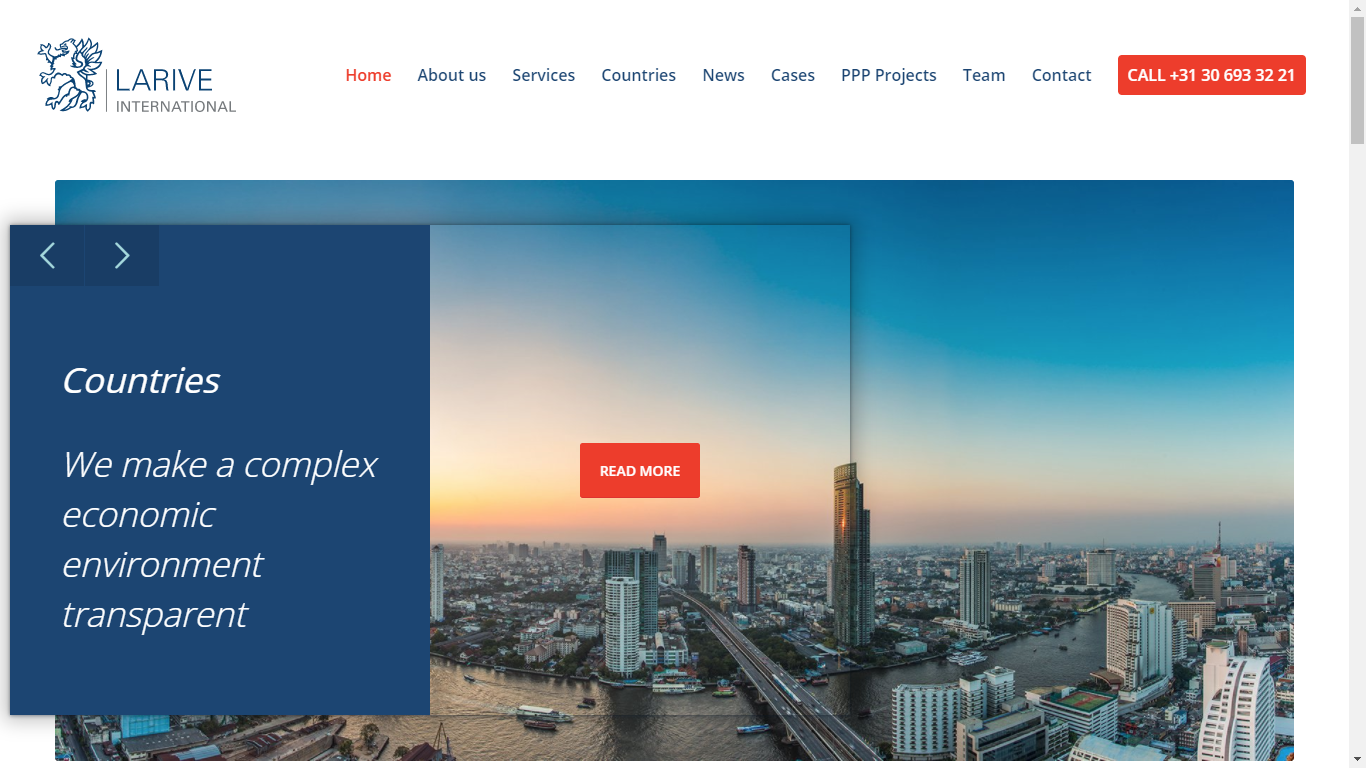 LARIVE
INTERNATIONAL
Home About us Services Countries News Cases PPP Projects Team Contact CALL +31 30 693 32 21
Countries
We make a complex
economic
environment
transparent
READ MORE